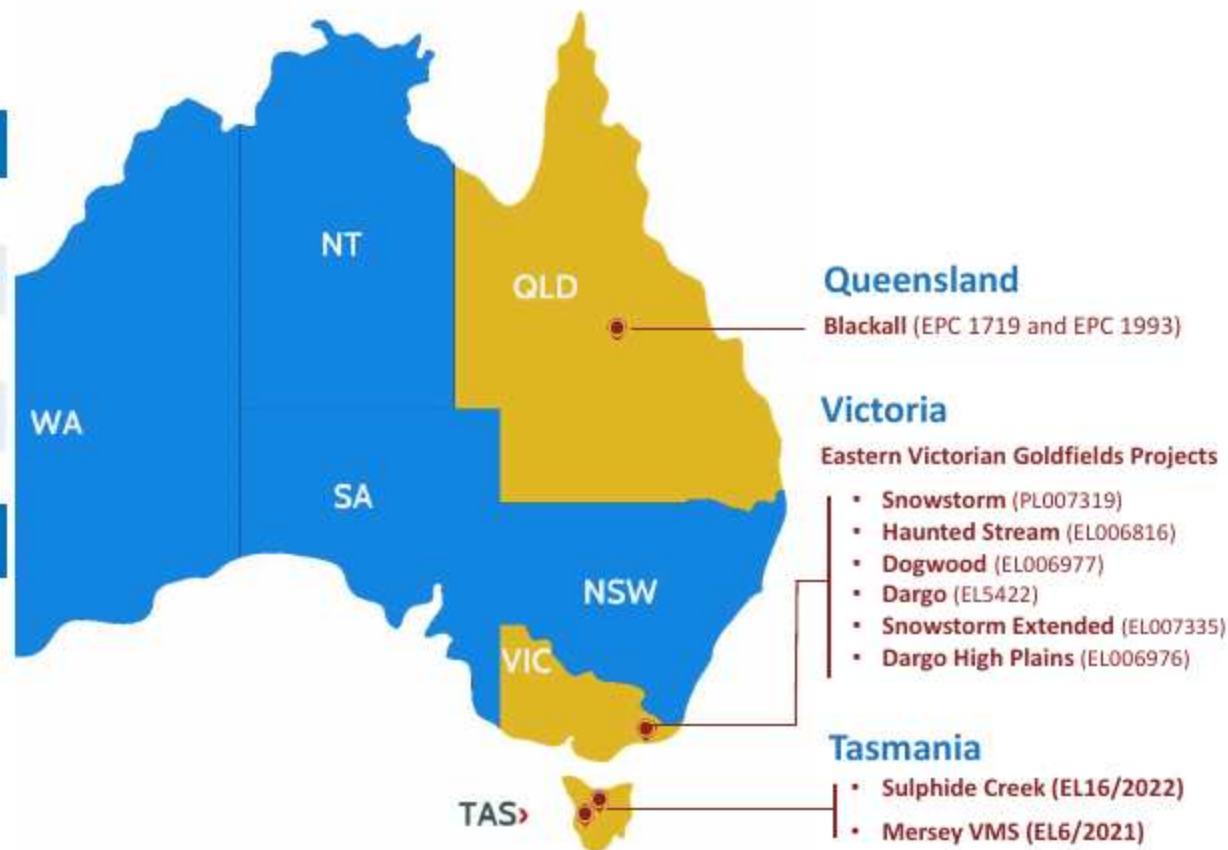 NT
QLD
WA
SA
NSW
VIC
TAS›
Queensland
Blackall (EPC 1719 and EPC 1993)
Victoria
Eastern Victorian Goldfields Projects
▪ Snowstorm (PL007319)
▪ Haunted Stream (EL006816)
▪ Dogwood (EL006977)
▪ Dargo (EL5422)
▪ Snowstorm Extended (EL007335)
▪ Dargo High Plains (EL006976)
Tasmania
▪ Sulphide Creek (EL16/2022)
▪ Mersey VMS (EL6/2021)